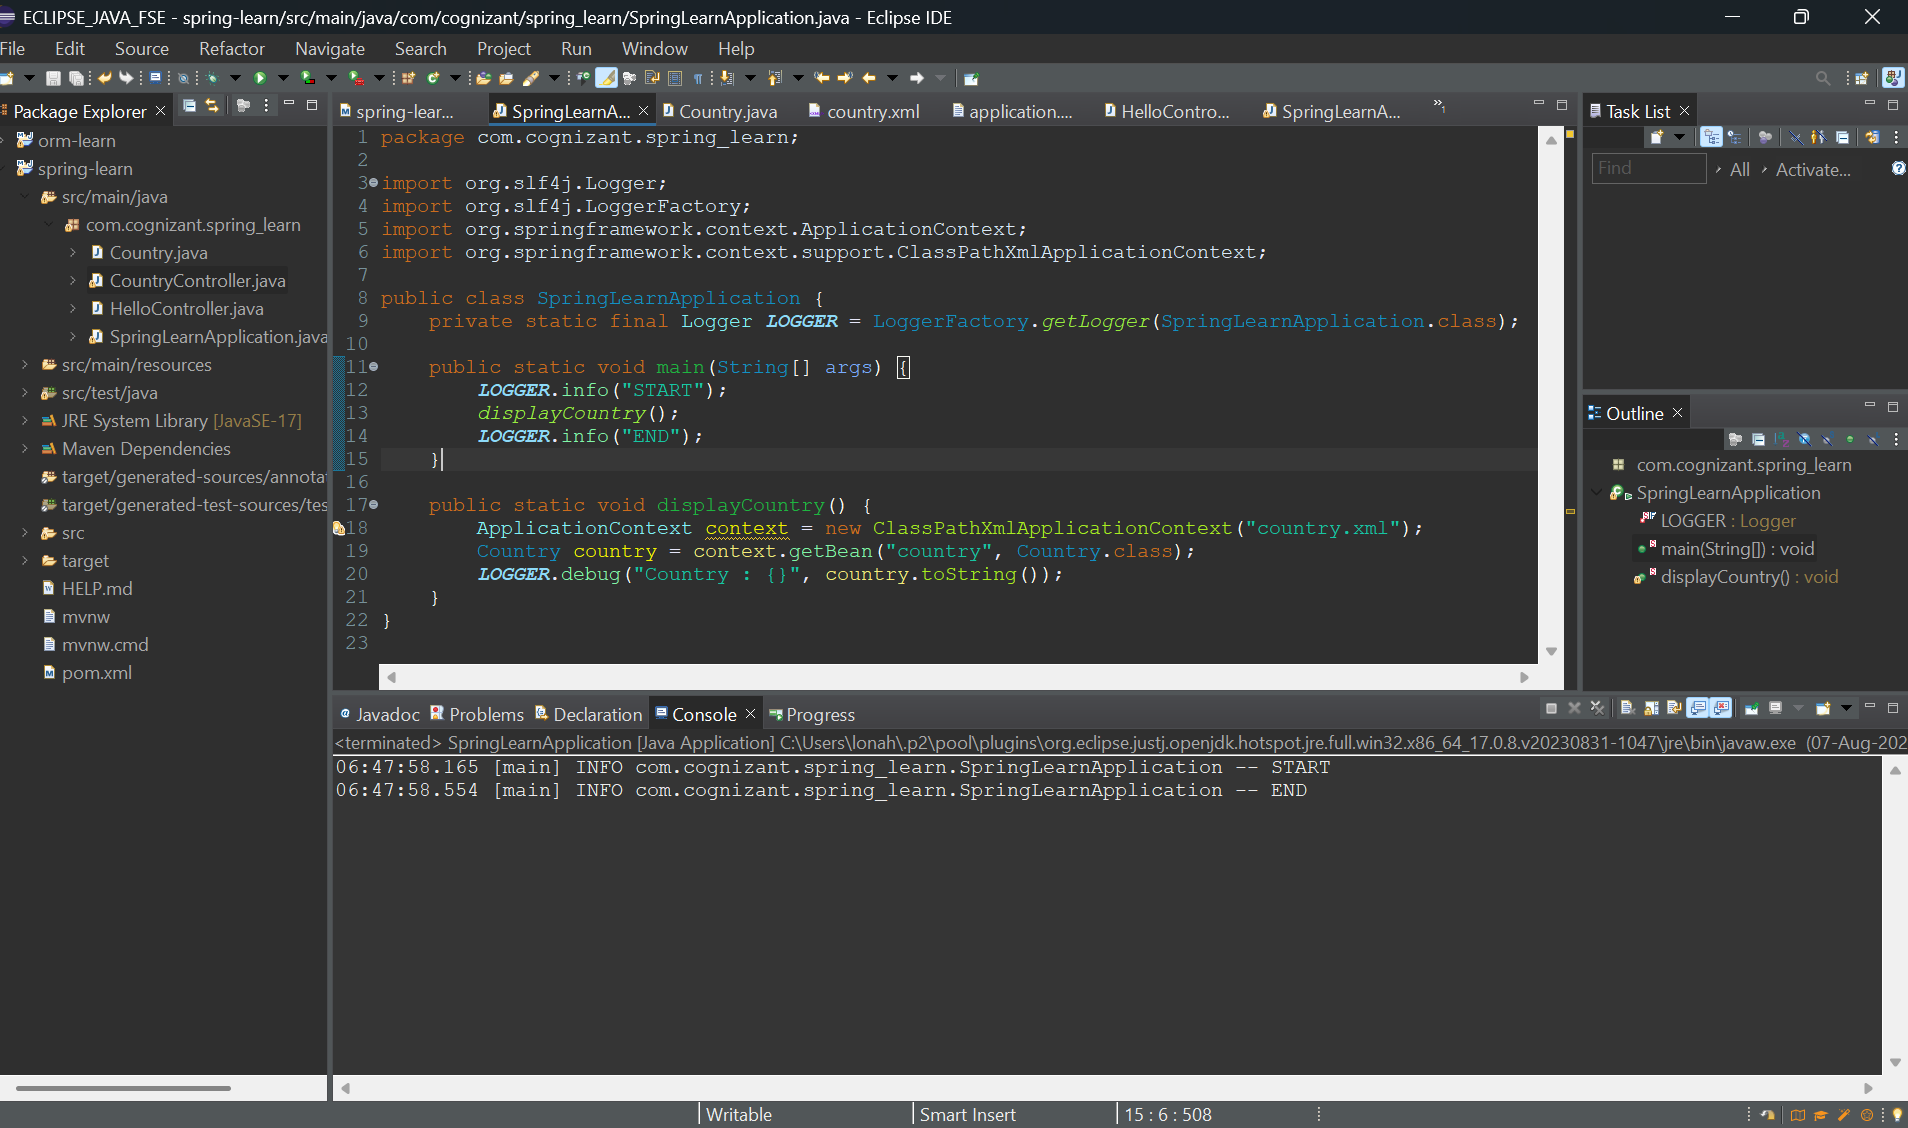 ECLIPSE_JAVA_FSE - spring-learn/src/main/java/com/cognizant/spring_learn/SpringLearnApplication.java - Eclipse IDE
File Edit Source Refactor Navigate Search Project Run Window Help
Package Explorer
orm-learn
spring-learn
src/main/java
com.cognizant.spring_learn
Country.java
CountryController.java
HelloController.java
SpringLearnApplication.java
src/main/resources
src/test/java
JRE System Library [JavaSE-17]
Maven Dependencies
target/generated-sources/annotat
target/generated-test-sources/tes
src
target
HELP.md
mvnw
mvnw.cmd
pom.xml
spring-lear... SpringLearnA... Country.java country.xml application.... HelloContro... SpringLearnA... »1
1 package com.cognizant.spring_learn;
2
3 import org.slf4j.Logger;
4 import org.slf4j.LoggerFactory;
5 import org.springframework.context.ApplicationContext;
6 import org.springframework.context.support.ClassPathXmlApplicationContext;
7
8 public class SpringLearnApplication {
9 private static final Logger LOGGER = LoggerFactory.getLogger(SpringLearnApplication.class);
10
11 public static void main(String[] args) {
12 LOGGER.info("START");
13 displayCountry();
14 LOGGER.info("END");
15 }
16
17 public static void displayCountry() {
18 ApplicationContext context = new ClassPathXmlApplicationContext("country.xml");
19 Country country = context.getBean("country", Country.class);
20 LOGGER.debug("Country : {}", country.toString());
21 }
22 }
23
Task List
Find All Activate...
Outline
com.cognizant.spring_learn
SpringLearnApplication
LOGGER : Logger
main(String[]) : void
displayCountry() : void
Javadoc Problems Declaration Console Progress
<terminated> SpringLearnApplication [Java Application] C:\Users\lonah\.p2\pool\plugins\org.eclipse.justj.openjdk.hotspot.jre.full.win32.x86_64_17.0.8.v20230831-1047\jre\bin\javaw.exe (07-Aug-202
06:47:58.165 [main] INFO com.cognizant.spring_learn.SpringLearnApplication -- START
06:47:58.554 [main] INFO com.cognizant.spring_learn.SpringLearnApplication -- END
Writable Smart Insert 15 : 6 : 508